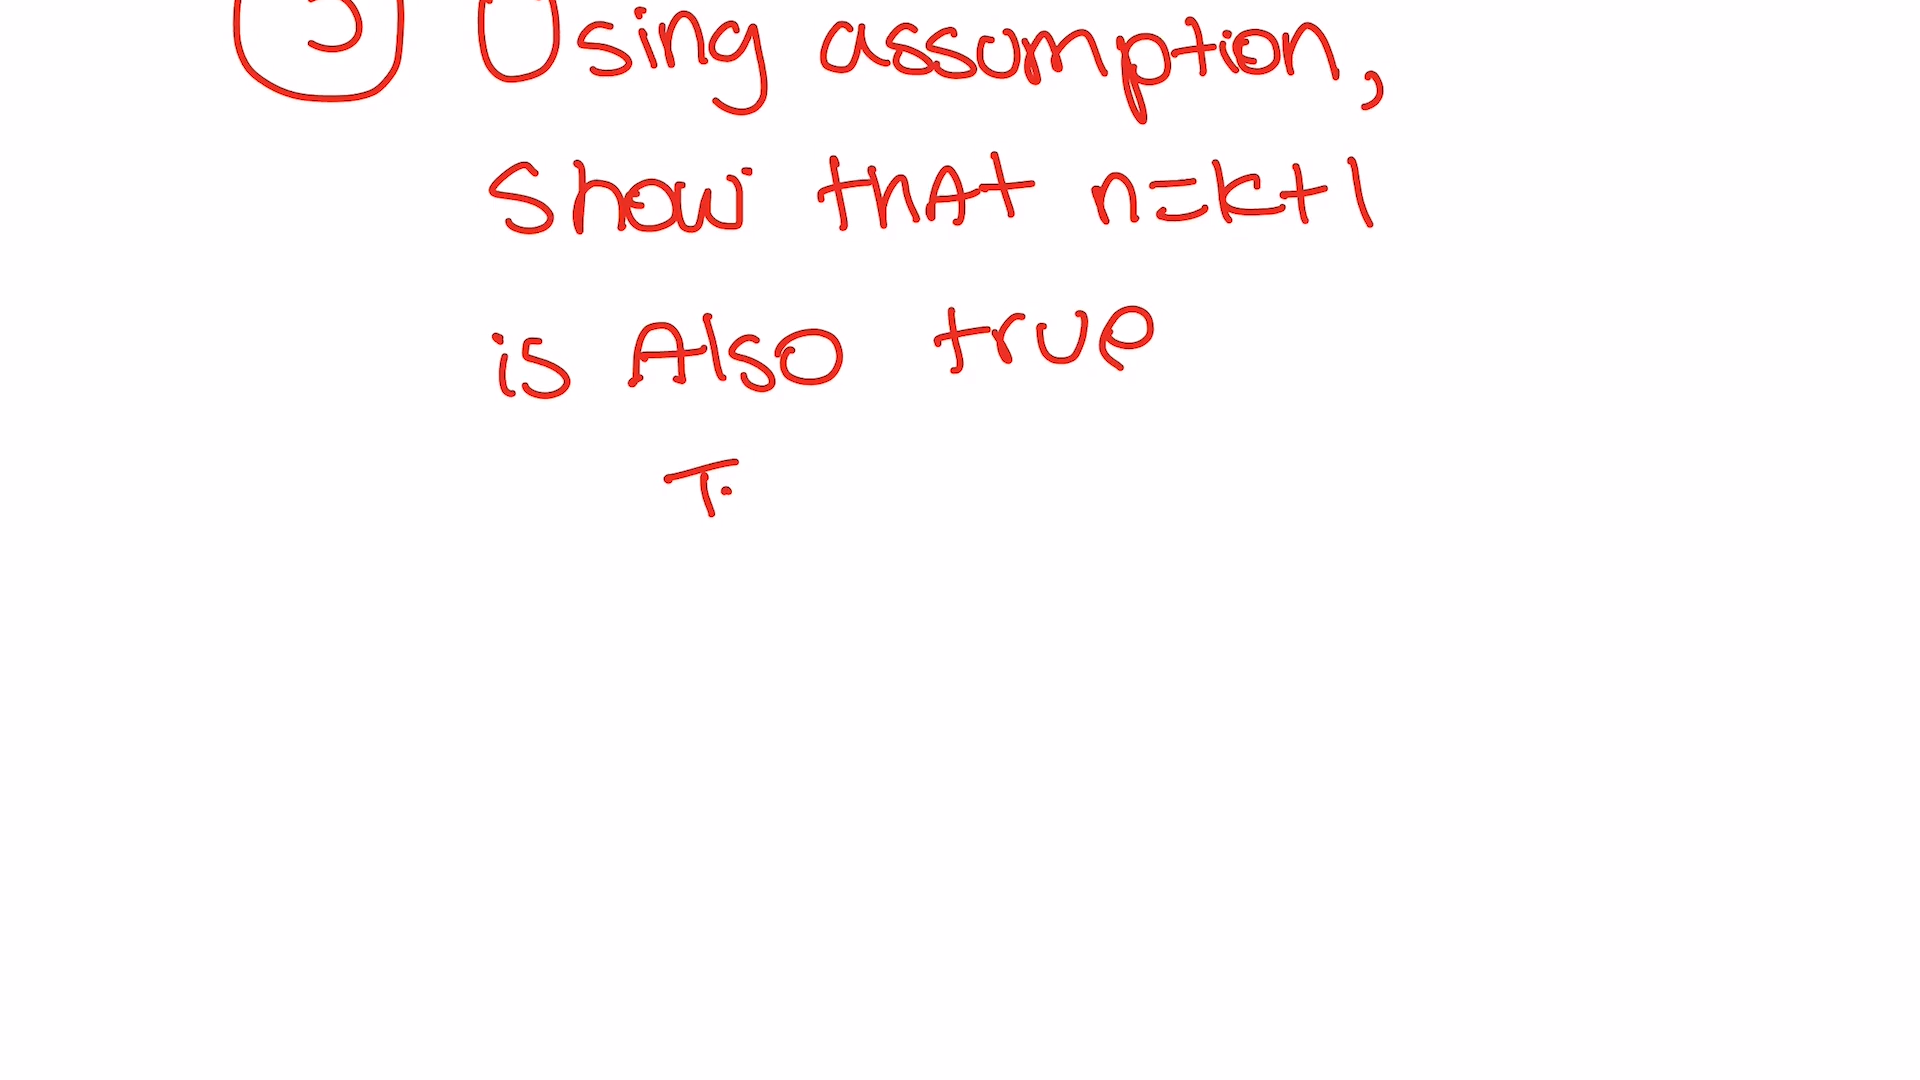 3 Using assumption,
show thAt n=k+1
is Also true
T.